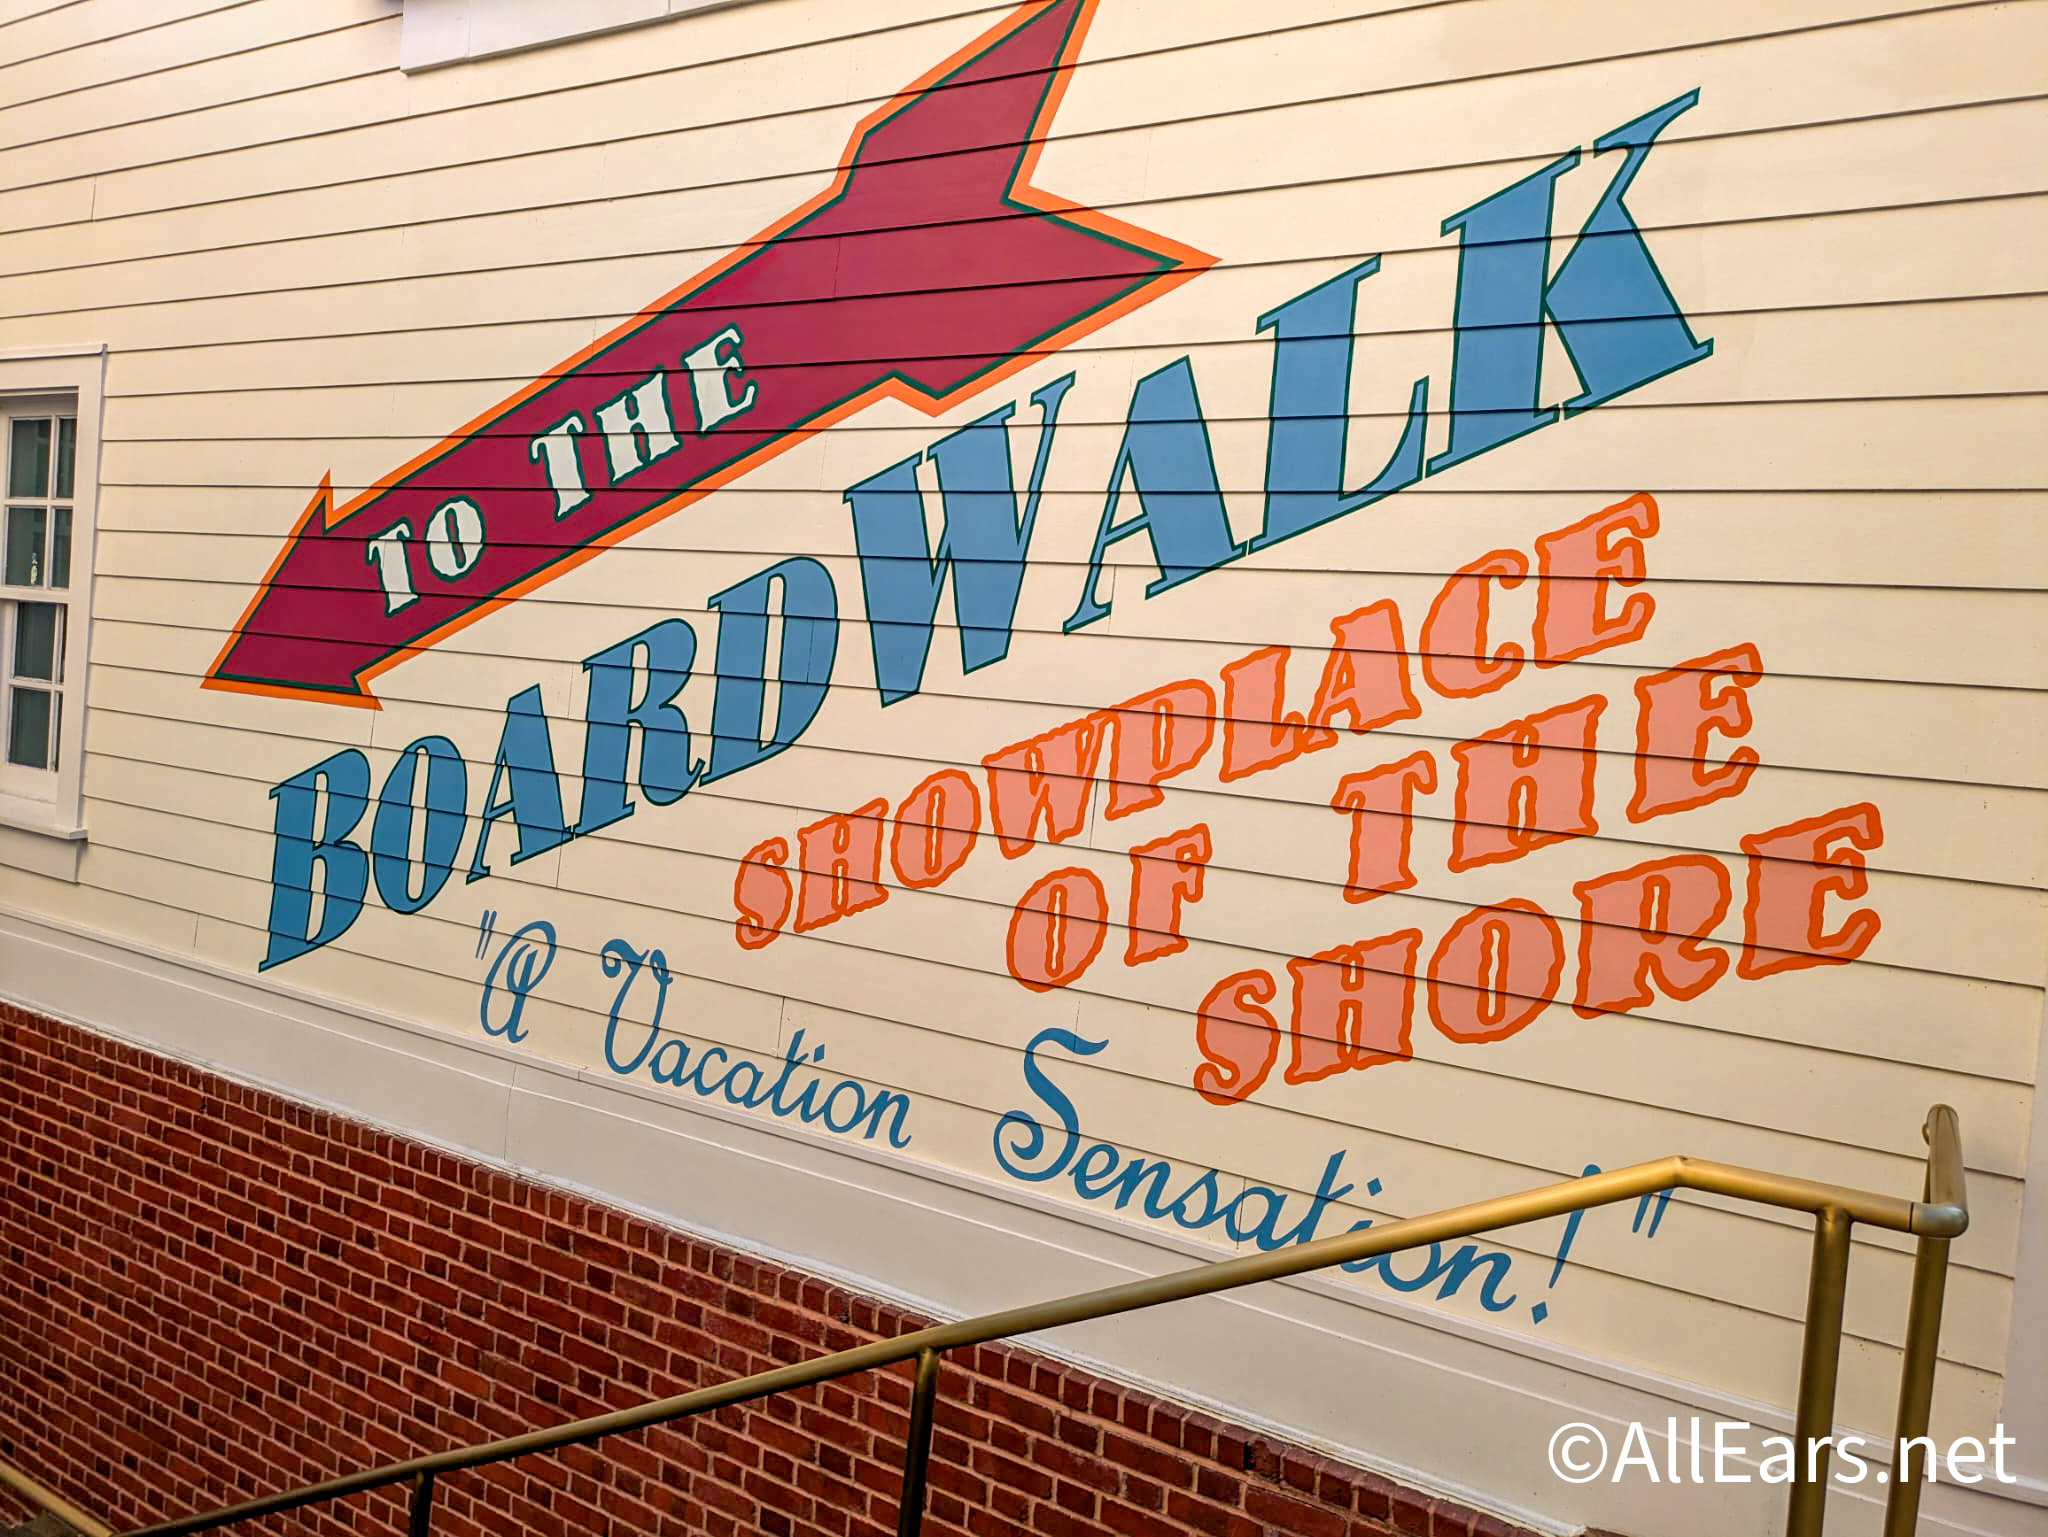 TO THE
BOARDWALK
SHOWPLACE
OF THE
SHORE
"A Vacation Sensation!"
©AllEars.net